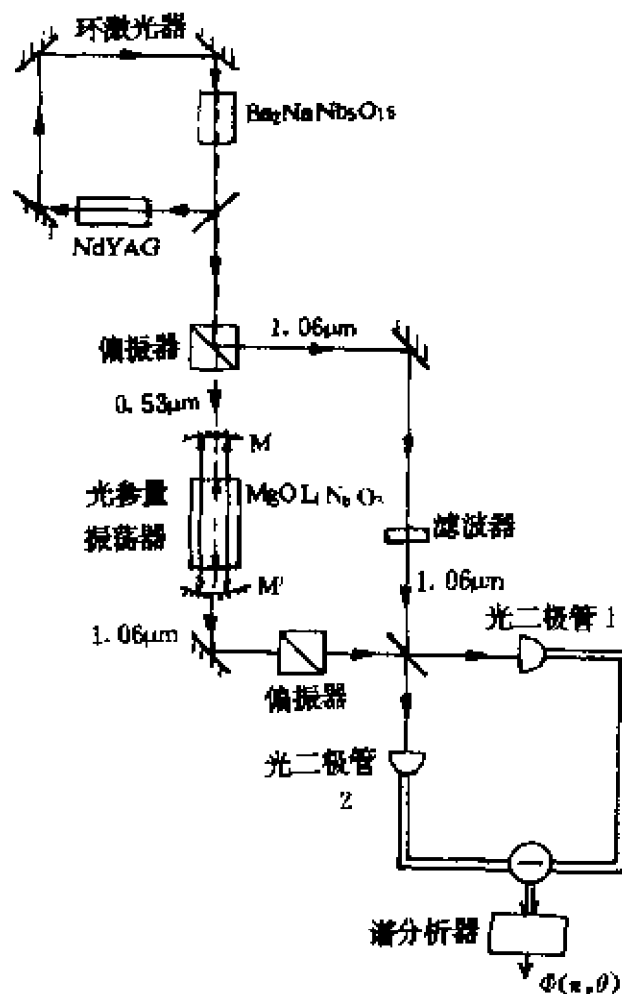 环激光器
Ba₂NaNb₅O₁₅
NdYAG
偏振器
1.06μm
0.53μm
M
光参量
振荡器
MgO LiNbO₃
滤波器
M'
1.06μm
1.06μm
光二极管 1
偏振器
光二极管
2
谱分析器
Φ(π,θ)